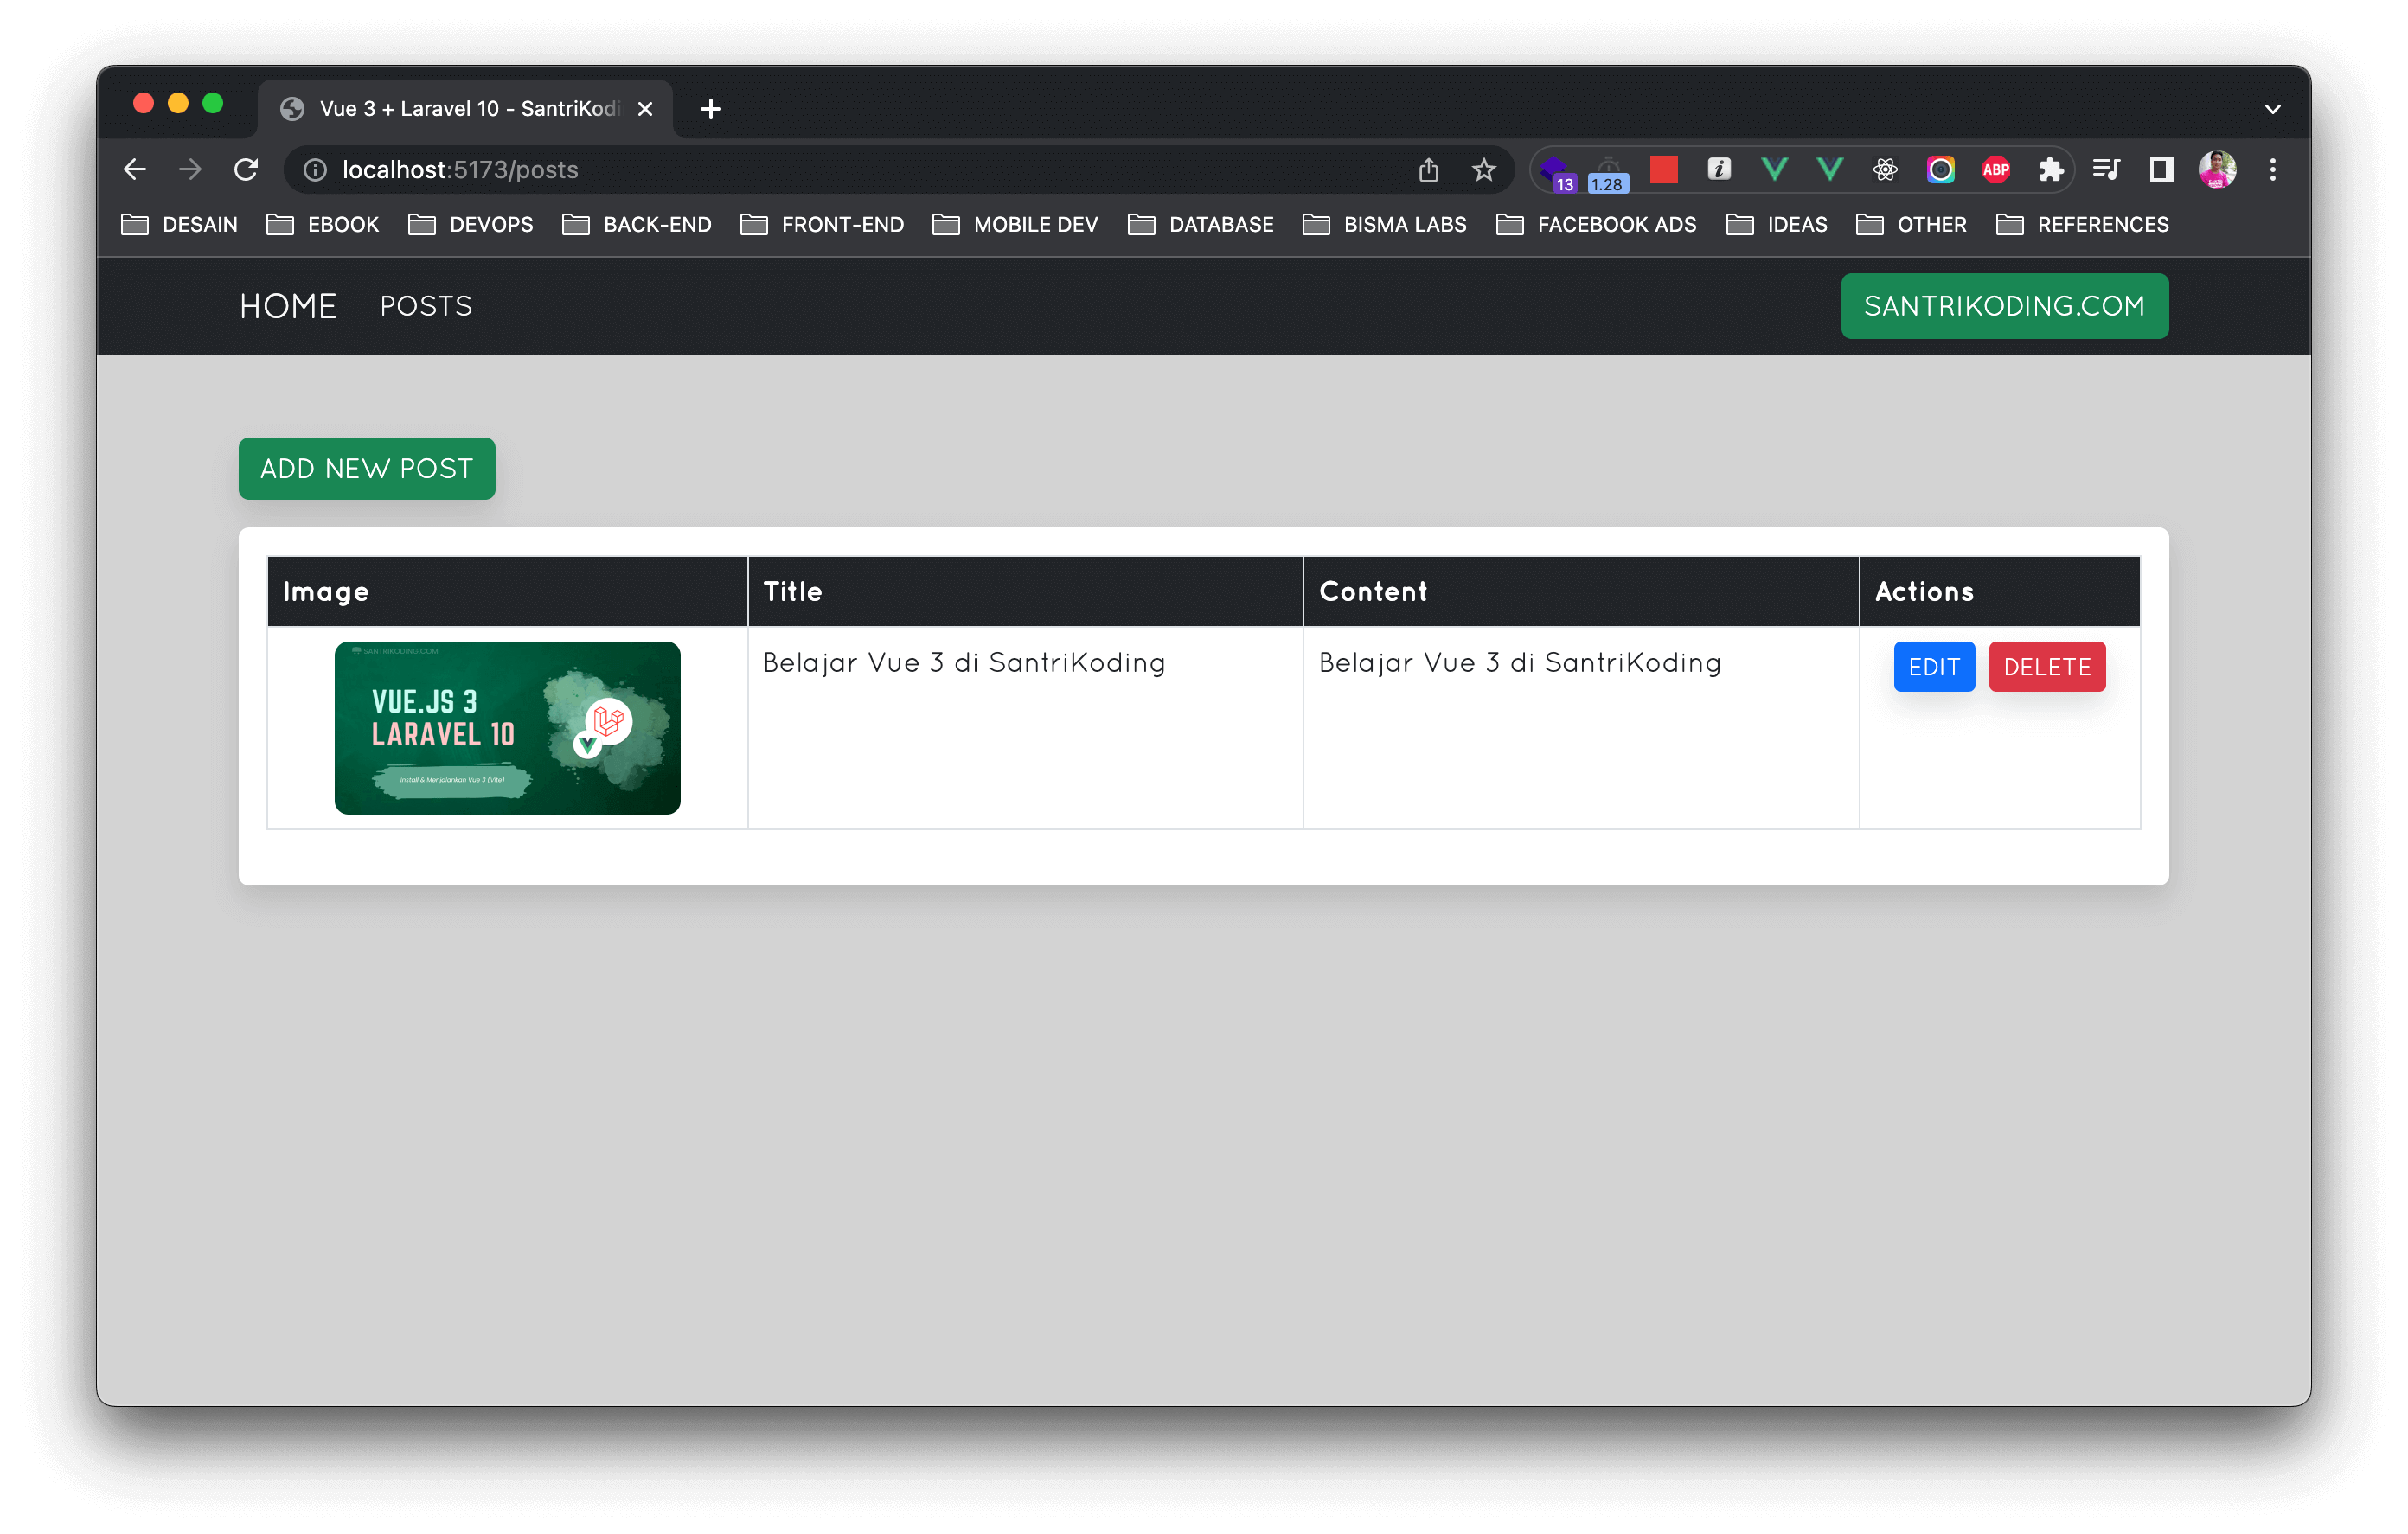 Vue 3 + Laravel 10 - SantriKodi
localhost:5173/posts
13
1.28
ABP
DESAIN EBOOK DEVOPS BACK-END FRONT-END MOBILE DEV DATABASE BISMA LABS FACEBOOK ADS IDEAS OTHER REFERENCES
HOME POSTS SANTRIKODING.COM
ADD NEW POST
Image Title Content Actions
SANTRIKODING.COM
VUE.JS 3
LARAVEL 10
Install & Menjalankan Vue 3 (Vite)
Belajar Vue 3 di SantriKoding Belajar Vue 3 di SantriKoding EDIT DELETE